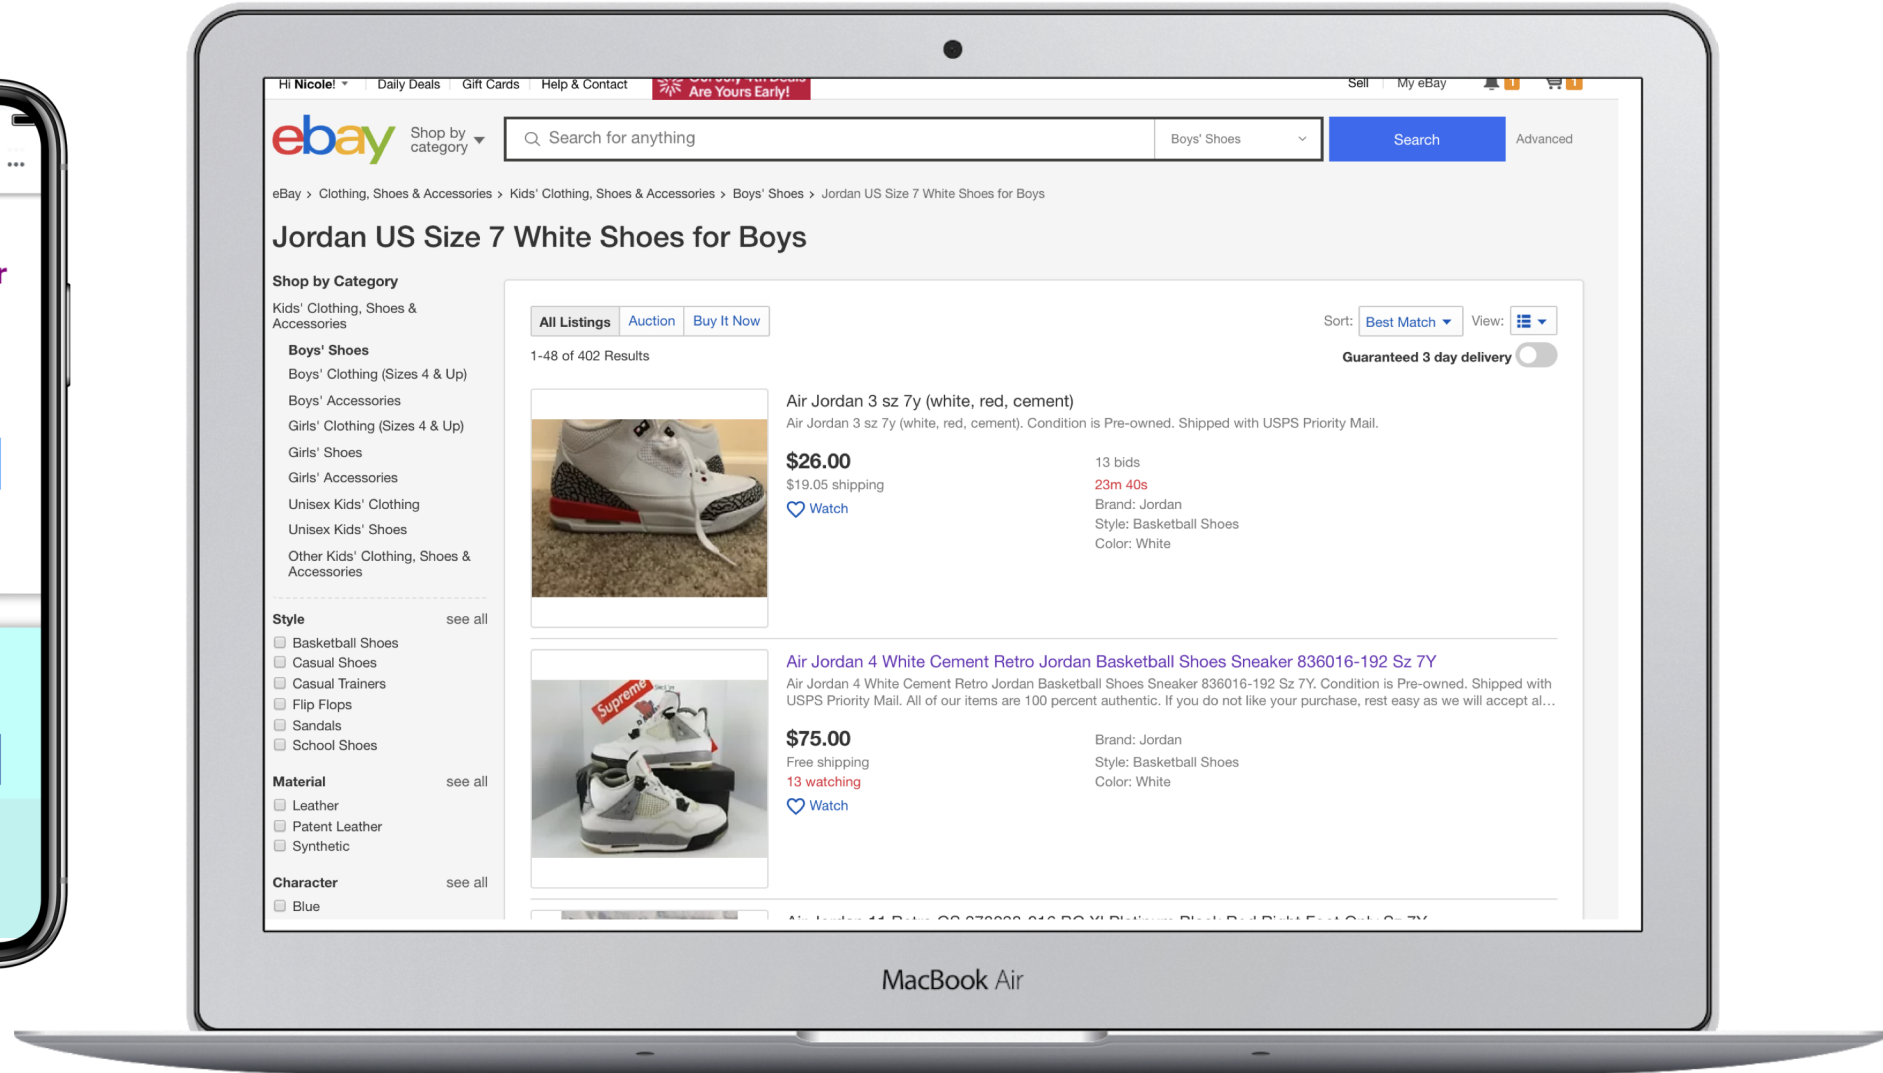 Hi Nicole!
Daily Deals
Gift Cards
Help & Contact
Are Yours Early!
Sell
My eBay
1
1
ebay
Shop by
category
Search for anything
Boys' Shoes
Search
Advanced
eBay > Clothing, Shoes & Accessories > Kids' Clothing, Shoes & Accessories > Boys' Shoes > Jordan US Size 7 White Shoes for Boys
Jordan US Size 7 White Shoes for Boys
Shop by Category
Kids' Clothing, Shoes &
Accessories
Boys' Shoes
Boys' Clothing (Sizes 4 & Up)
Boys' Accessories
Girls' Clothing (Sizes 4 & Up)
Girls' Shoes
Girls' Accessories
Unisex Kids' Clothing
Unisex Kids' Shoes
Other Kids' Clothing, Shoes &
Accessories
Style
see all
Basketball Shoes
Casual Shoes
Casual Trainers
Flip Flops
Sandals
School Shoes
Material
see all
Leather
Patent Leather
Synthetic
Character
see all
Blue
All Listings
Auction
Buy It Now
Sort: Best Match
View:
1-48 of 402 Results
Guaranteed 3 day delivery
Air Jordan 3 sz 7y (white, red, cement)
Air Jordan 3 sz 7y (white, red, cement). Condition is Pre-owned. Shipped with USPS Priority Mail.
$26.00
$19.05 shipping
Watch
13 bids
23m 40s
Brand: Jordan
Style: Basketball Shoes
Color: White
Supreme
Air Jordan 4 White Cement Retro Jordan Basketball Shoes Sneaker 836016-192 Sz 7Y
Air Jordan 4 White Cement Retro Jordan Basketball Shoes Sneaker 836016-192 Sz 7Y. Condition is Pre-owned. Shipped with
USPS Priority Mail. All of our items are 100 percent authentic. If you do not like your purchase, rest easy as we will accept al...
$75.00
Free shipping
13 watching
Watch
Brand: Jordan
Style: Basketball Shoes
Color: White
MacBook Air